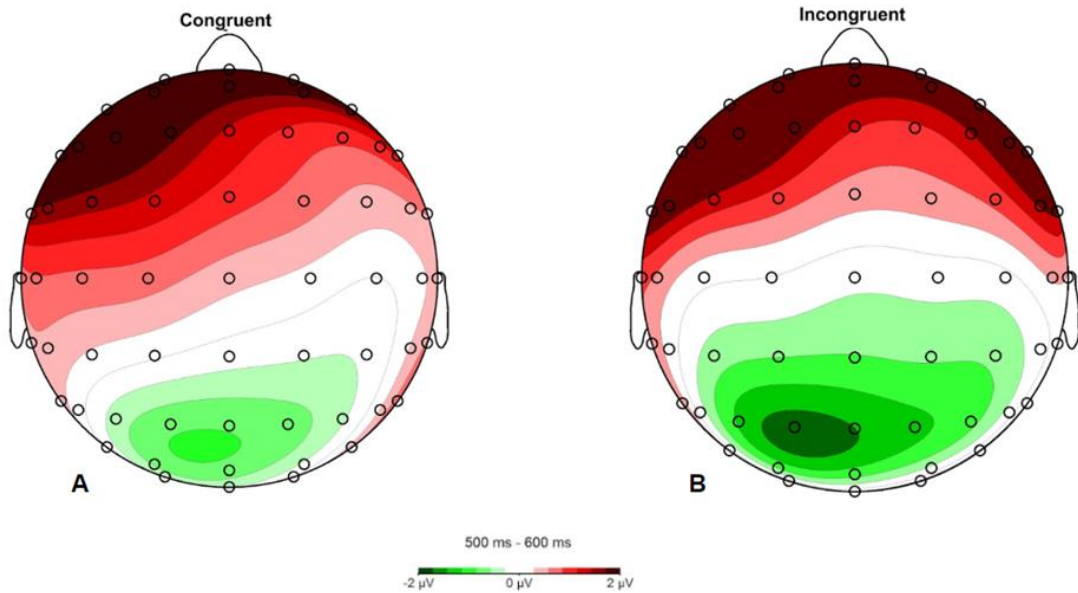 Congruent
Incongruent
A
B
500 ms - 600 ms
-2 µV 0 µV 2 µV